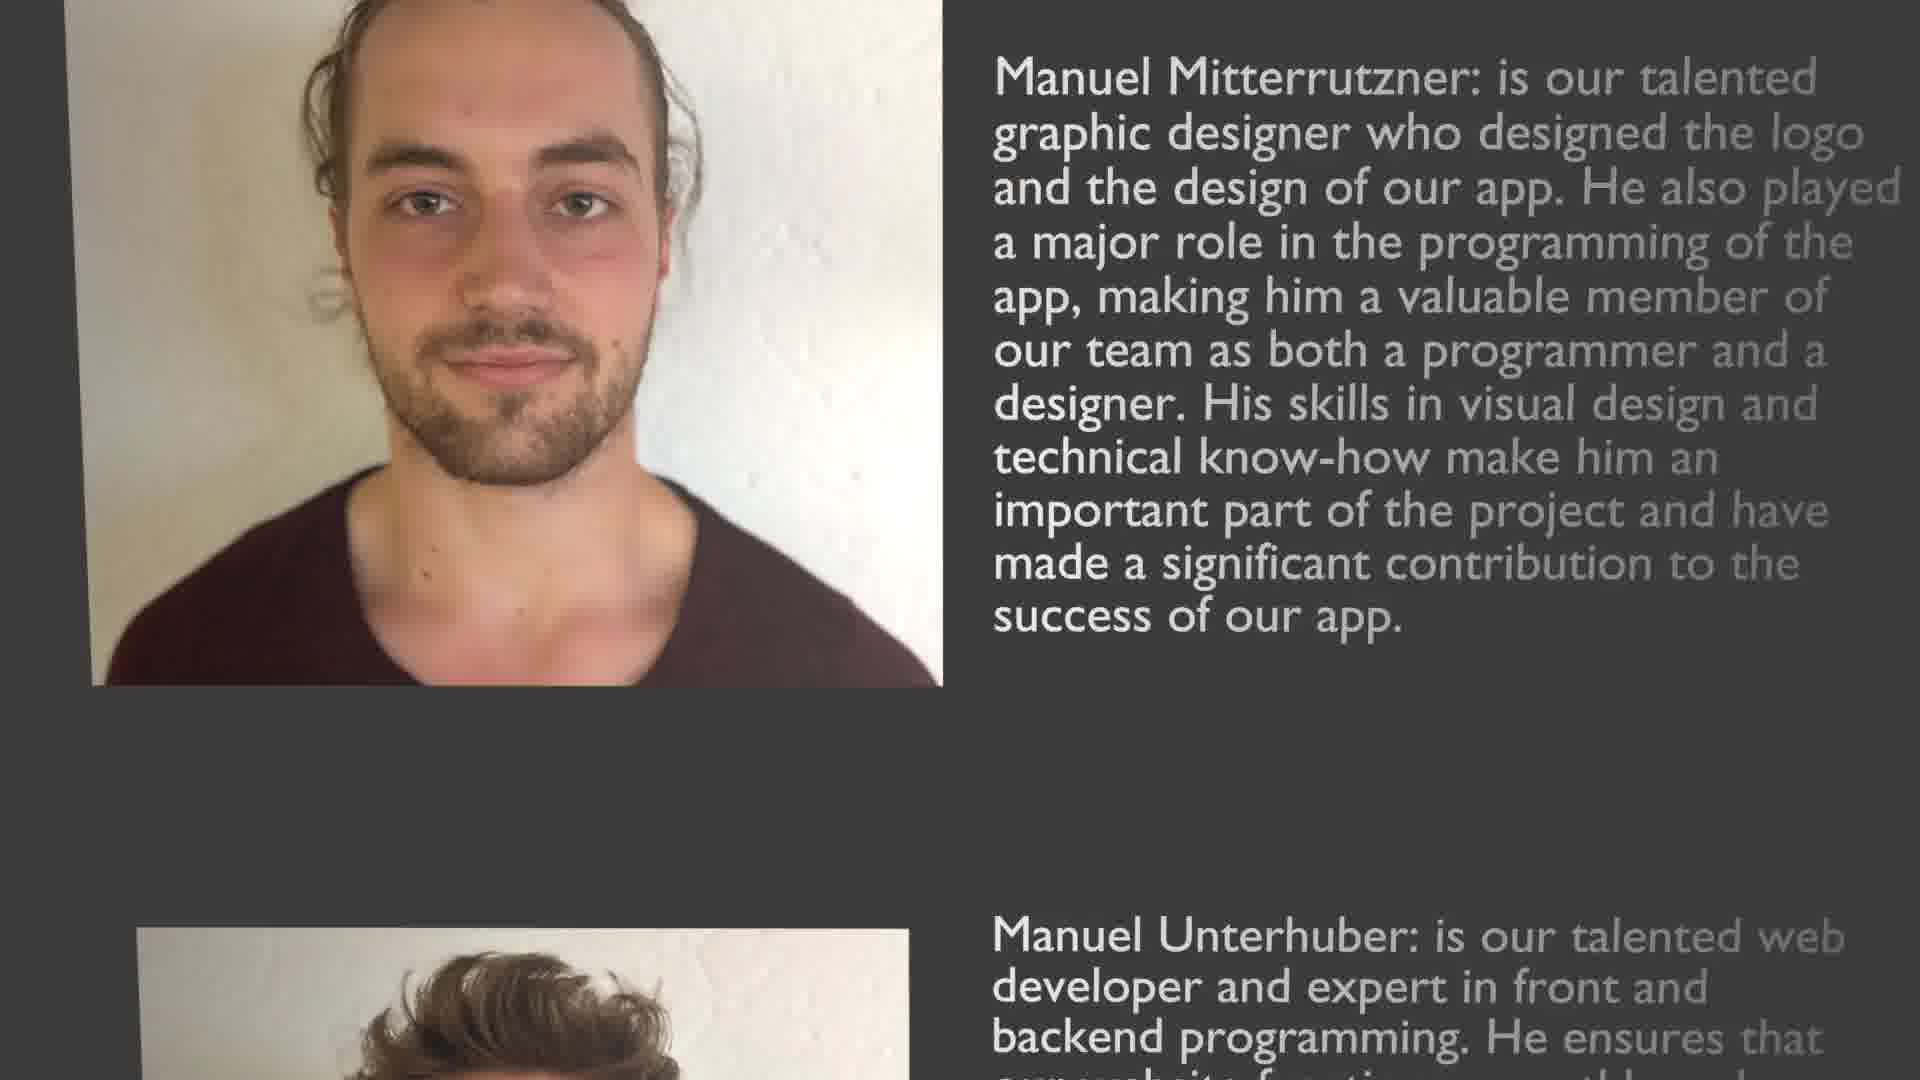 Manuel Mitterrutzner: is our talented
graphic designer who designed the logo
and the design of our app. He also played
a major role in the programming of the
app, making him a valuable member of
our team as both a programmer and a
designer. His skills in visual design and
technical know-how make him an
important part of the project and have
made a significant contribution to the
success of our app.
Manuel Unterhuber: is our talented web
developer and expert in front and
backend programming. He ensures that